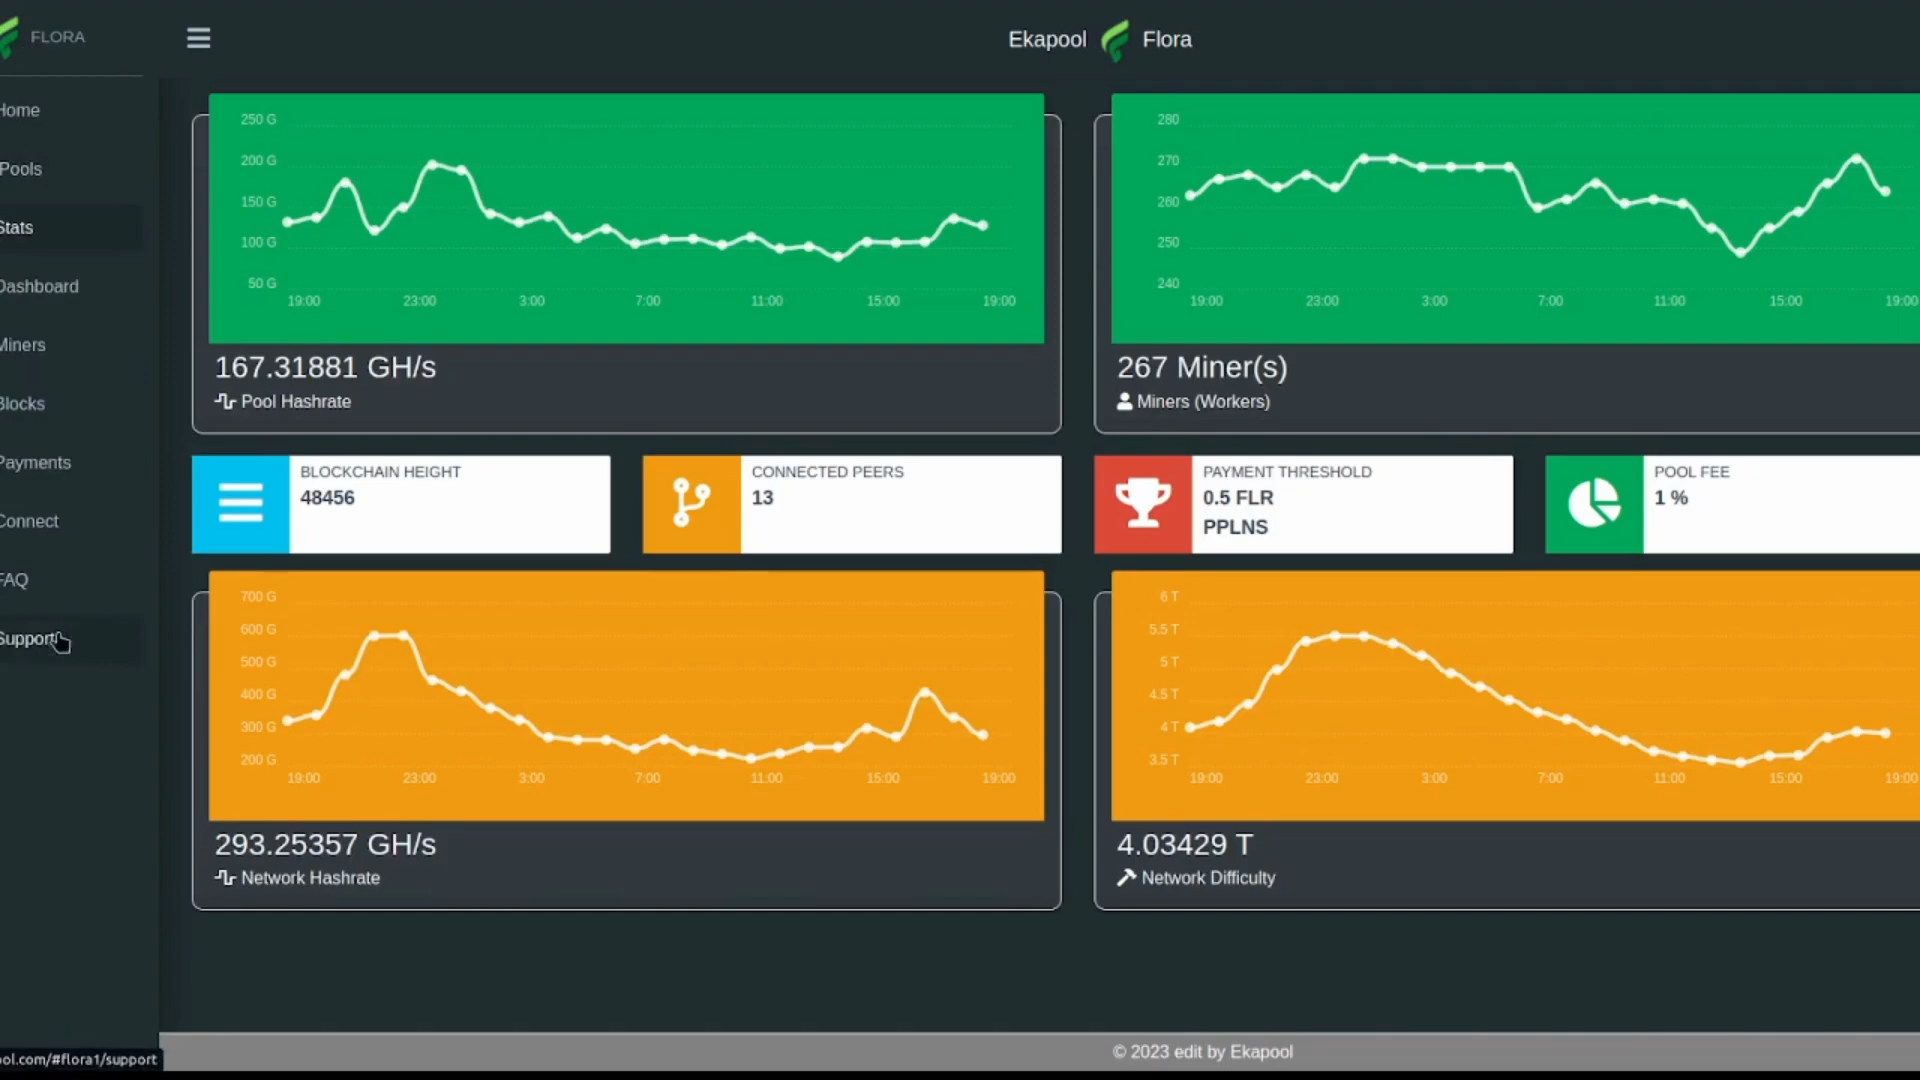 FLORA
Ekapool Flora
Home
Pools
Stats
Dashboard
Miners
Blocks
Payments
Connect
FAQ
Support
250 G
200 G
150 G
100 G
50 G
19:00 23:00 3:00 7:00 11:00 15:00 19:00
167.31881 GH/s
Pool Hashrate
280
270
260
250
240
19:00 23:00 3:00 7:00 11:00 15:00 19:00
267 Miner(s)
Miners (Workers)
BLOCKCHAIN HEIGHT
48456
CONNECTED PEERS
13
PAYMENT THRESHOLD
0.5 FLR
PPLNS
POOL FEE
1 %
700 G
600 G
500 G
400 G
300 G
200 G
19:00 23:00 3:00 7:00 11:00 15:00 19:00
293.25357 GH/s
Network Hashrate
6 T
5.5 T
5 T
4.5 T
4 T
3.5 T
19:00 23:00 3:00 7:00 11:00 15:00 19:00
4.03429 T
Network Difficulty
© 2023 edit by Ekapool
ool.com/#flora1/support